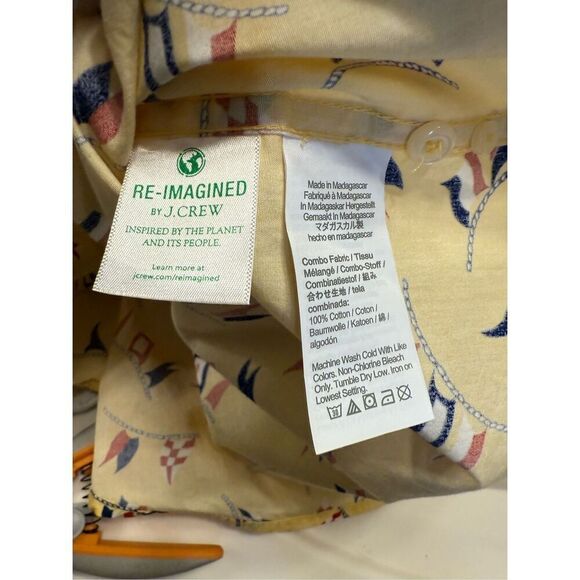 RE-IMAGINED
BY J.CREW
INSPIRED BY THE PLANET
AND ITS PEOPLE.
Learn more at
jcrew.com/reimagined
Made in Madagascar
Fabriqué à Madagascar
In Madagaskar Hergestellt
Gemaakt in Madagascar
マダガスカル製
hecho en madagascar
Combo Fabric / Tissu
Mélangé / Combo-Stoff /
Combinatiestof / 組み
合わせ生地 / tela
combinada:
100% Cotton / Coton /
Baumwolle / Katoen / 綿 /
algodón
Machine Wash Cold With Like
Colors. Non-Chlorine Bleach
Only. Tumble Dry Low. Iron on
Lowest Setting.